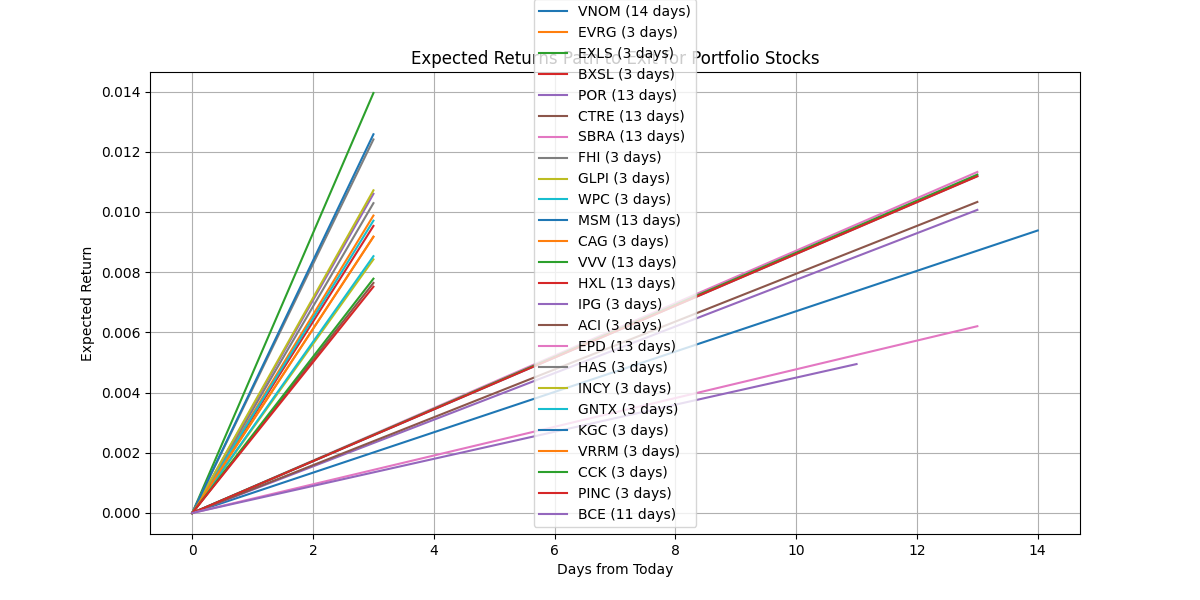 VNOM (14 days)
EVRG (3 days)
EXLS (3 days)
Expected Returns Path to Exit for Portfolio Stocks
BXSL (3 days)
POR (13 days)
CTRE (13 days)
SBRA (13 days)
FHI (3 days)
GLPI (3 days)
WPC (3 days)
MSM (13 days)
CAG (3 days)
VVV (13 days)
HXL (13 days)
IPG (3 days)
ACI (3 days)
EPD (13 days)
HAS (3 days)
INCY (3 days)
GNTX (3 days)
KGC (3 days)
VRRM (3 days)
CCK (3 days)
PINC (3 days)
BCE (11 days)
Expected Return
0.014
0.012
0.010
0.008
0.006
0.004
0.002
0.000
0 2 4 6 8 10 12 14
Days from Today